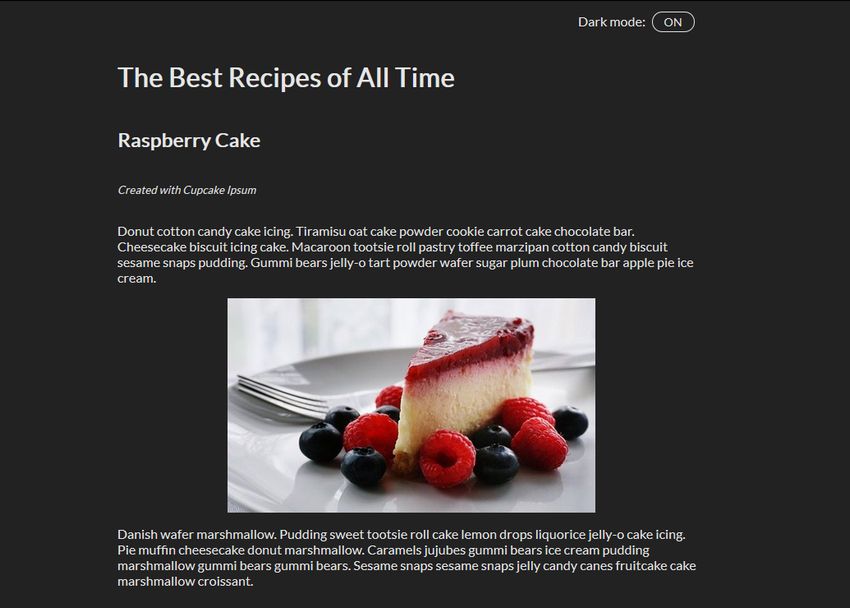 Dark mode: ON
The Best Recipes of All Time
Raspberry Cake
Created with Cupcake Ipsum
Donut cotton candy cake icing. Tiramisu oat cake powder cookie carrot cake chocolate bar.
Cheesecake biscuit icing cake. Macaroon tootsie roll pastry toffee marzipan cotton candy biscuit
sesame snaps pudding. Gummi bears jelly-o tart powder wafer sugar plum chocolate bar apple pie ice
cream.
Danish wafer marshmallow. Pudding sweet tootsie roll cake lemon drops liquorice jelly-o cake icing.
Pie muffin cheesecake donut marshmallow. Caramels jujubes gummi bears ice cream pudding
marshmallow gummi bears gummi bears. Sesame snaps sesame snaps jelly candy canes fruitcake cake
marshmallow croissant.